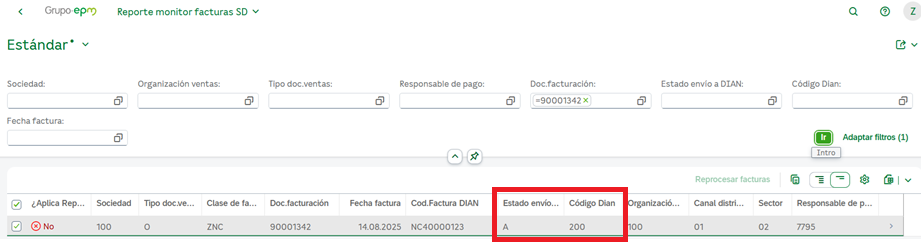 Grupo·epm Reporte monitor facturas SD Z
Estándar*
Sociedad: Organización ventas: Tipo doc.ventas: Responsable de pago: Doc.facturación: Estado envío a DIAN: Código Dian:
=90001342
Fecha factura:
Ir Adaptar filtros (1)
Intro
Reprocesar facturas
¿Aplica Rep... Sociedad Tipo doc.ve... Clase de fa... Doc.facturación Fecha factura Cod.Factura DIAN Estado envío... Código Dian Organizació... Canal distri... Sector Responsable de p...
No 100 O ZNC 90001342 14.08.2025 NC40000123 A 200 100 01 02 7795